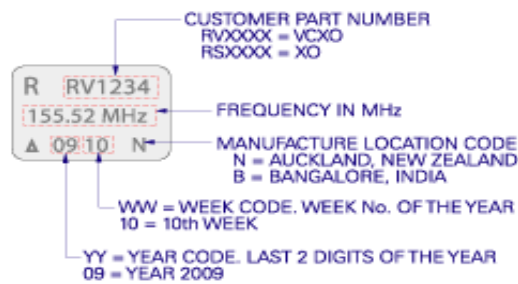 CUSTOMER PART NUMBER
RVXXXX = VCXO
RSXXXX = XO
R RV1234
155.52 MHz
FREQUENCY IN MHz
09 10 N
MANUFACTURE LOCATION CODE
N = AUCKLAND, NEW ZEALAND
B = BANGALORE, INDIA
WW = WEEK CODE. WEEK No. OF THE YEAR
10 = 10th WEEK
YY = YEAR CODE. LAST 2 DIGITS OF THE YEAR
09 = YEAR 2009